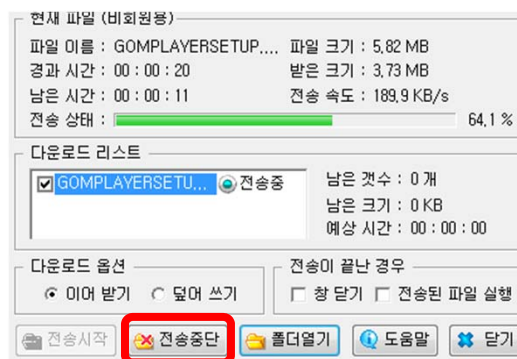 현재 파일 (비회원용)
파일 이름 : GOMPLAYERSETUP.... 파일 크기 : 5,82 MB
경과 시간 : 00 : 00 : 20 받은 크기 : 3,73 MB
남은 시간 : 00 : 00 : 11 전송 속도 : 189,9 KB/s
전송 상태 : 64,1 %
다운로드 리스트
GOMPLAYERSETU... 전송중
남은 갯수 : 0 개
남은 크기 : 0 KB
예상 시간 : 00 : 00 : 00
다운로드 옵션 전송이 끝난 경우
이어 받기 덮어 쓰기 창 닫기 전송된 파일 실행
전송시작 전송중단 폴더열기 도움말 닫기